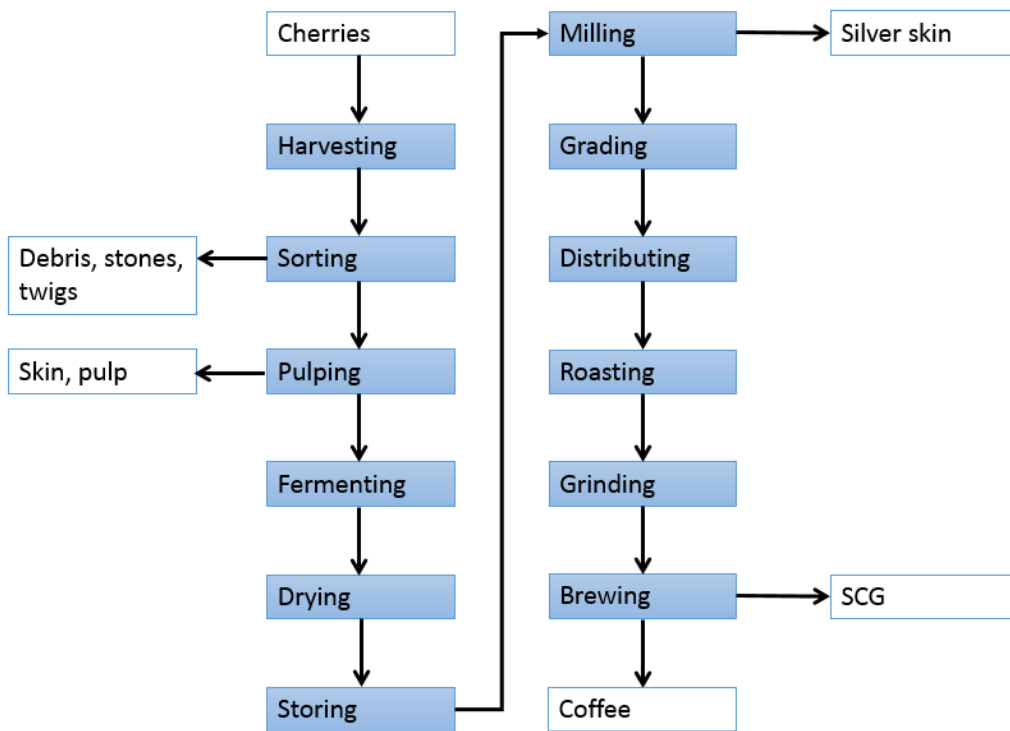 Cherries
Harvesting
Sorting
Debris, stones,
twigs
Pulping
Skin, pulp
Fermenting
Drying
Storing
Milling
Silver skin
Grading
Distributing
Roasting
Grinding
Brewing
SCG
Coffee